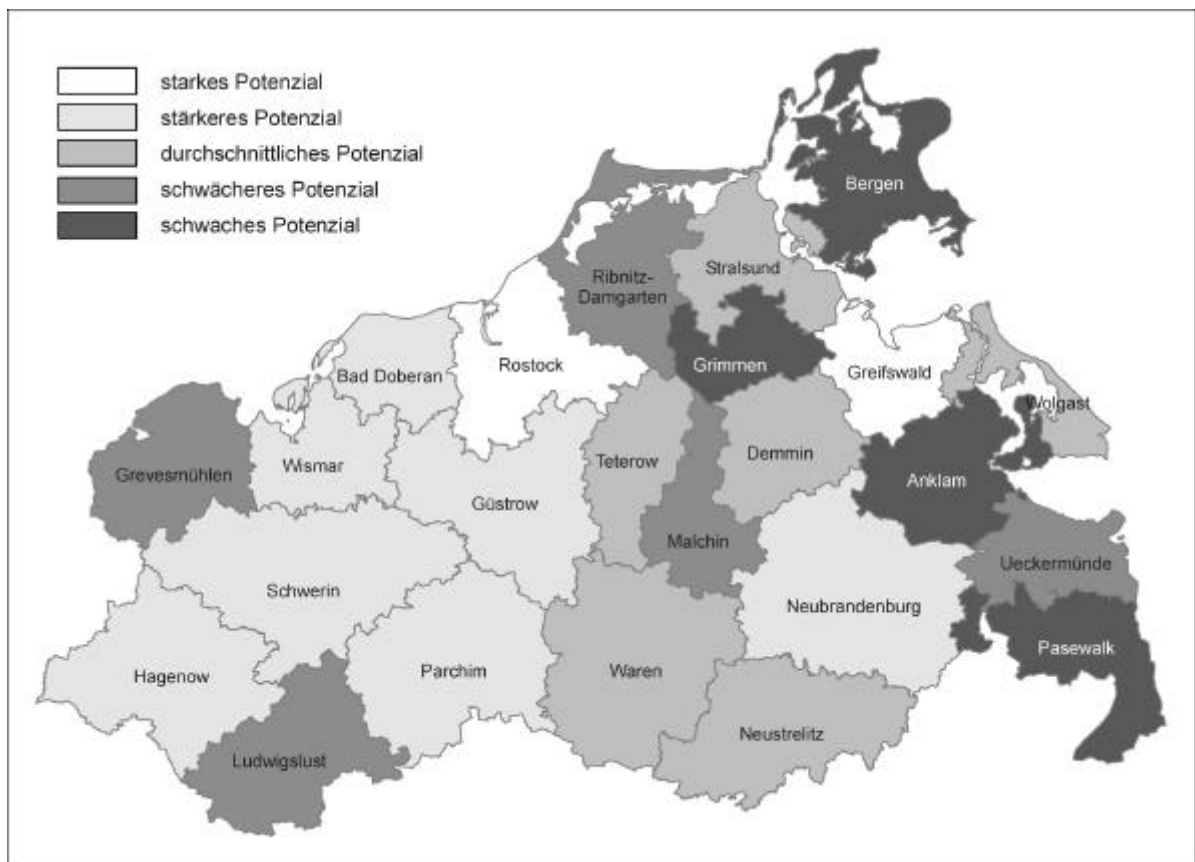 starkes Potenzial
stärkeres Potenzial
durchschnittliches Potenzial
schwächeres Potenzial
schwaches Potenzial
Bergen
Stralsund
Ribnitz-
Damgarten
Rostock
Grimmen
Greifswald
Bad Doberan
Wolgast
Wismar
Teterow
Demmin
Grevesmühlen
Anklam
Güstrow
Malchin
Ueckermünde
Schwerin
Neubrandenburg
Pasewalk
Hagenow
Parchim
Waren
Neustrelitz
Ludwigslust